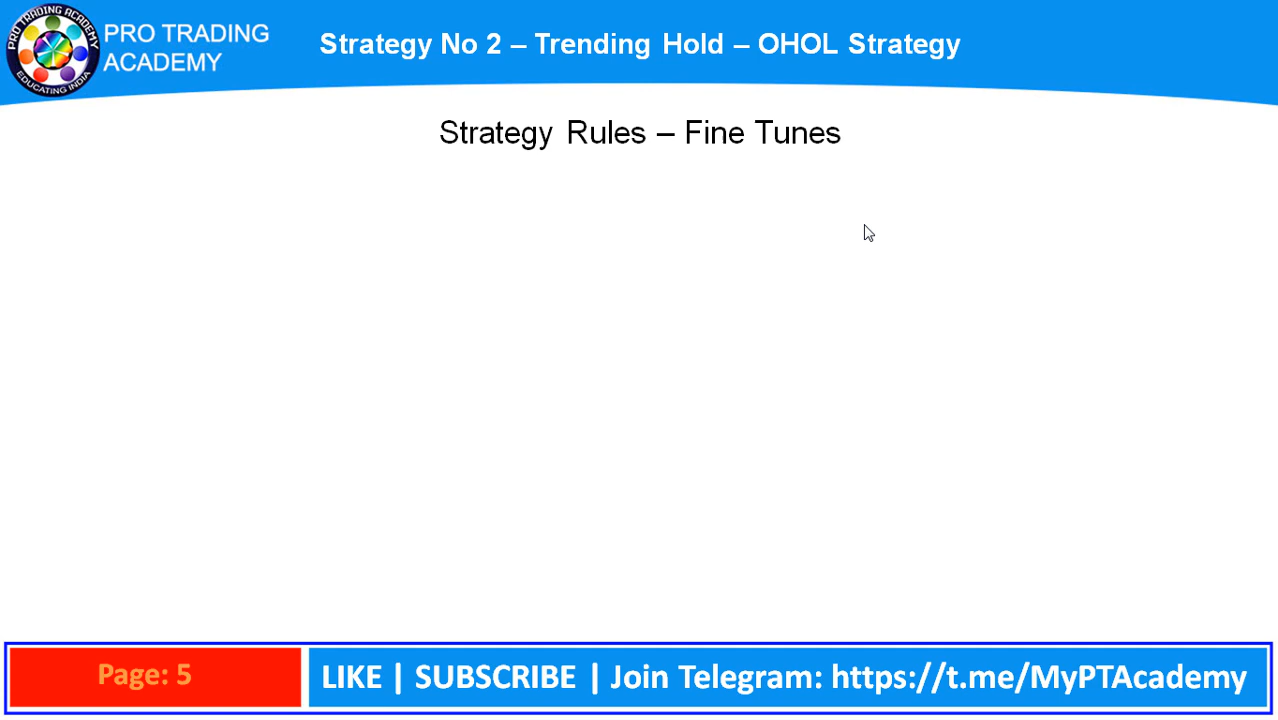 PRO TRADING ACADEMY
EDUCATING INDIA
PRO TRADING
ACADEMY
Strategy No 2 – Trending Hold – OHOL Strategy
Strategy Rules – Fine Tunes
Page: 5
LIKE | SUBSCRIBE | Join Telegram: https://t.me/MyPTAcademy